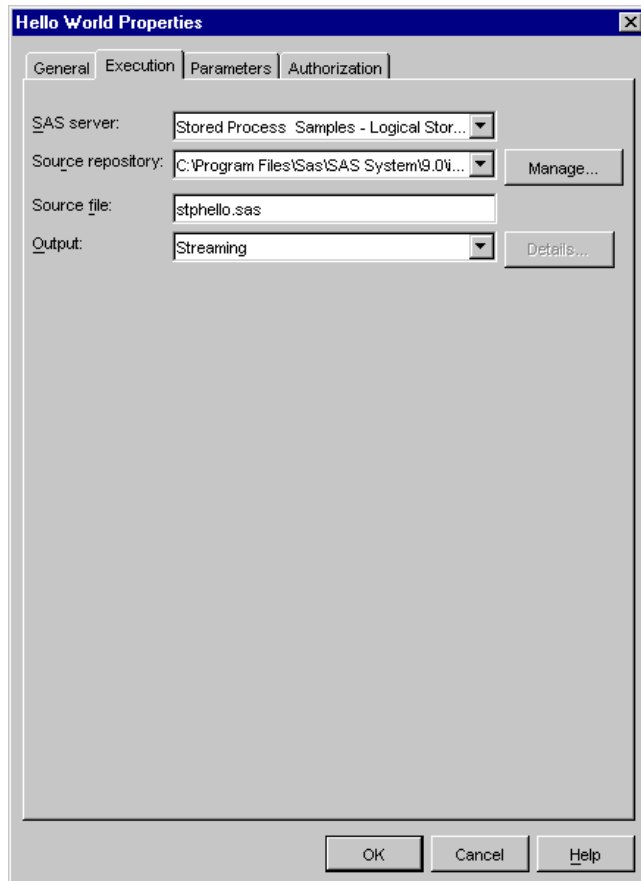 Hello World Properties
General Execution Parameters Authorization
SAS server: Stored Process Samples - Logical Stor...
Source repository: C:\Program Files\Sas\SAS System\9.0\i... Manage...
Source file: stphello.sas
Output: Streaming Details...
OK Cancel Help